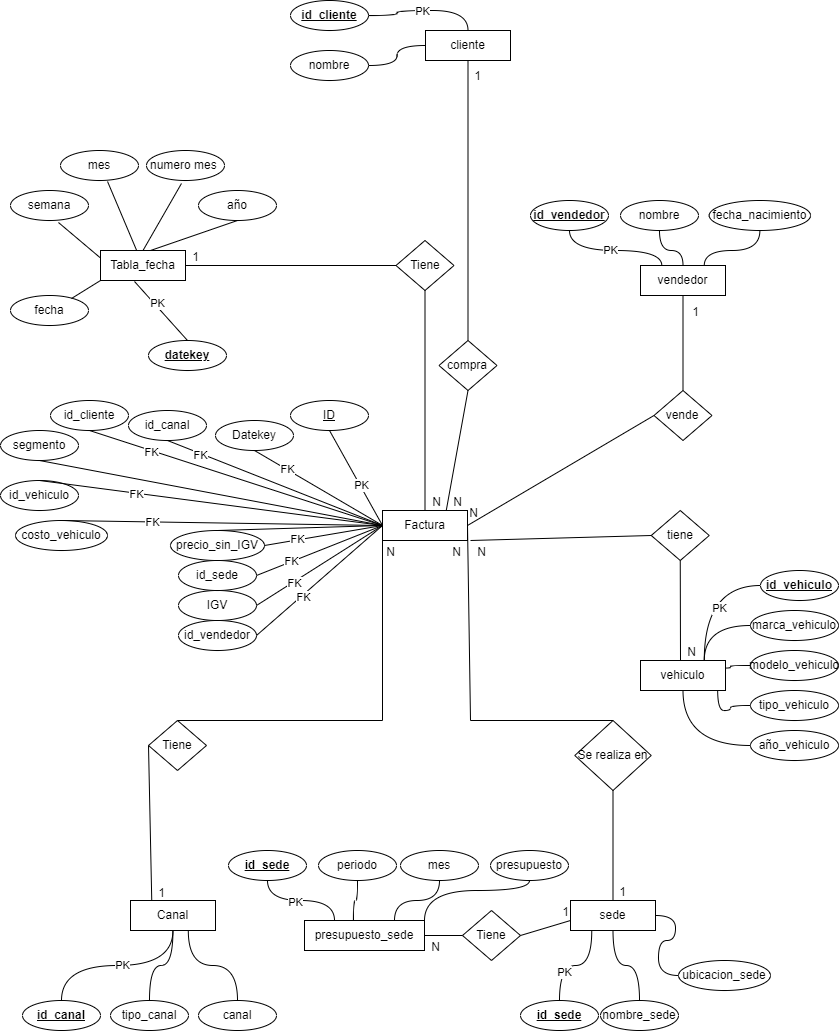 id_cliente
PK
cliente
nombre
1
mes
numero mes
semana
año
id_vendedor
nombre
fecha_nacimiento
PK
1
Tabla_fecha
Tiene
vendedor
fecha
PK
1
datekey
compra
id_cliente
id_canal
Datekey
ID
vende
segmento
FK
FK
FK
id_vehiculo
FK
PK
N
N
N
costo_vehiculo
FK
Factura
tiene
precio_sin_IGV
FK
N
N
N
id_sede
FK
IGV
FK
id_vehiculo
FK
PK
id_vendedor
marca_vehiculo
N
modelo_vehiculo
vehiculo
tipo_vehiculo
Tiene
Se realiza en
año_vehiculo
id_sede
periodo
mes
presupuesto
1
PK
1
Canal
1
sede
presupuesto_sede
Tiene
N
PK
PK
ubicacion_sede
id_canal
tipo_canal
canal
id_sede
nombre_sede